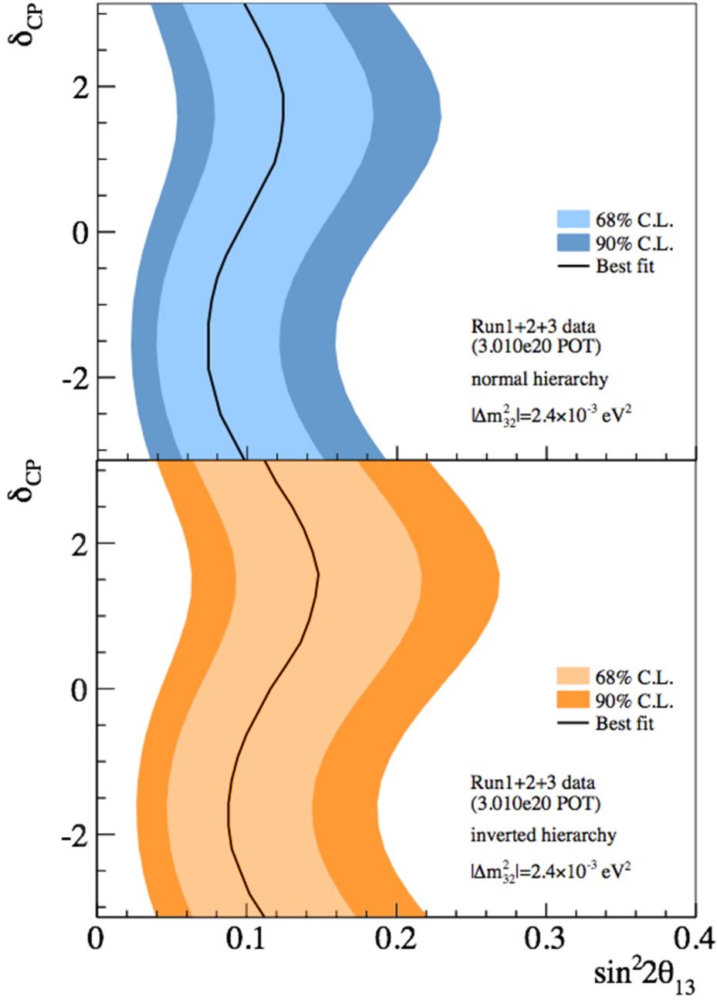 δCP
2
0
-2
68% C.L.
90% C.L.
Best fit
Run1+2+3 data
(3.010e20 POT)
normal hierarchy
|Δm²₃₂|=2.4×10⁻³ eV²
δCP
2
0
-2
68% C.L.
90% C.L.
Best fit
Run1+2+3 data
(3.010e20 POT)
inverted hierarchy
|Δm²₃₂|=2.4×10⁻³ eV²
0 0.1 0.2 0.3 0.4
sin²2θ₁₃